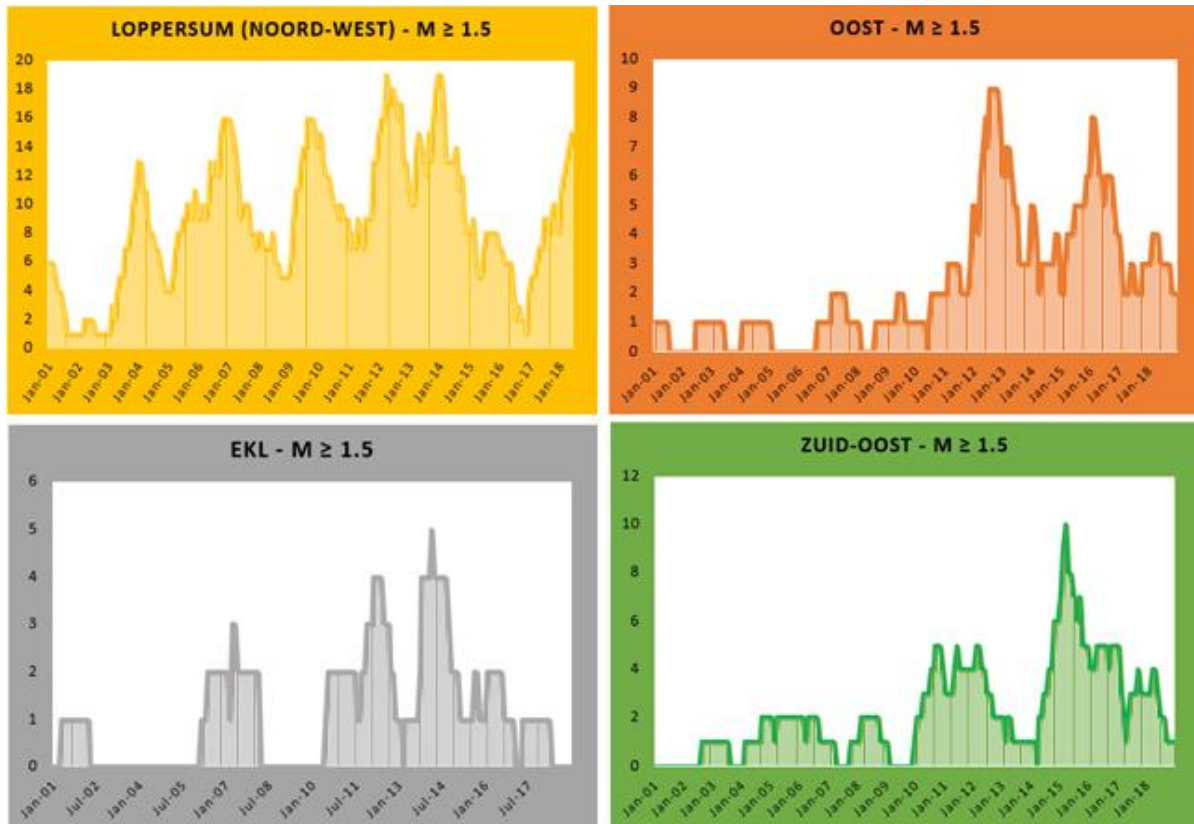 LOPPERSUM (NOORD-WEST) - M ≥ 1.5
20
18
16
14
12
10
8
6
4
2
0
Jan-01
Jan-02
Jan-03
Jan-04
Jan-05
Jan-06
Jan-07
Jan-08
Jan-09
Jan-10
Jan-11
Jan-12
Jan-13
Jan-14
Jan-15
Jan-16
Jan-17
Jan-18
OOST - M ≥ 1.5
10
9
8
7
6
5
4
3
2
1
0
Jan-01
Jan-02
Jan-03
Jan-04
Jan-05
Jan-06
Jan-07
Jan-08
Jan-09
Jan-10
Jan-11
Jan-12
Jan-13
Jan-14
Jan-15
Jan-16
Jan-17
Jan-18
EKL - M ≥ 1.5
6
5
4
3
2
1
0
Jan-01
Jul-02
Jan-04
Jul-05
Jan-07
Jul-08
Jan-10
Jul-11
Jan-13
Jul-14
Jan-16
Jul-17
ZUID-OOST - M ≥ 1.5
12
10
8
6
4
2
0
Jan-01
Jan-02
Jan-03
Jan-04
Jan-05
Jan-06
Jan-07
Jan-08
Jan-09
Jan-10
Jan-11
Jan-12
Jan-13
Jan-14
Jan-15
Jan-16
Jan-17
Jan-18